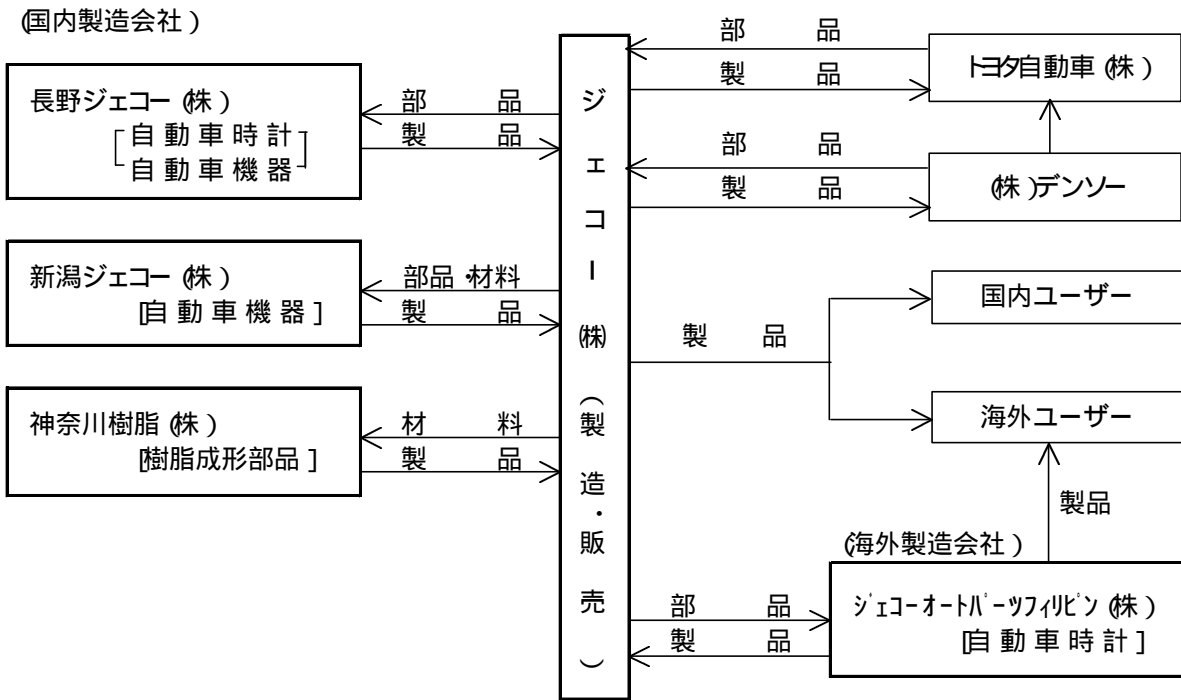 (国内製造会社)
長野ジェコー(株)
自動車時計
自動車機器
部品
製品
新潟ジェコー(株)
[自動車機器]
部品・材料
製品
神奈川樹脂(株)
[樹脂成形部品]
材料
製品
ジェコー(株)(製造・販売)
部品
製品
トヨタ自動車(株)
部品
製品
(株)デンソー
製品
国内ユーザー
海外ユーザー
製品
(海外製造会社)
部品
製品
ジェコーオートパーツフィリピン(株)
[自動車時計]